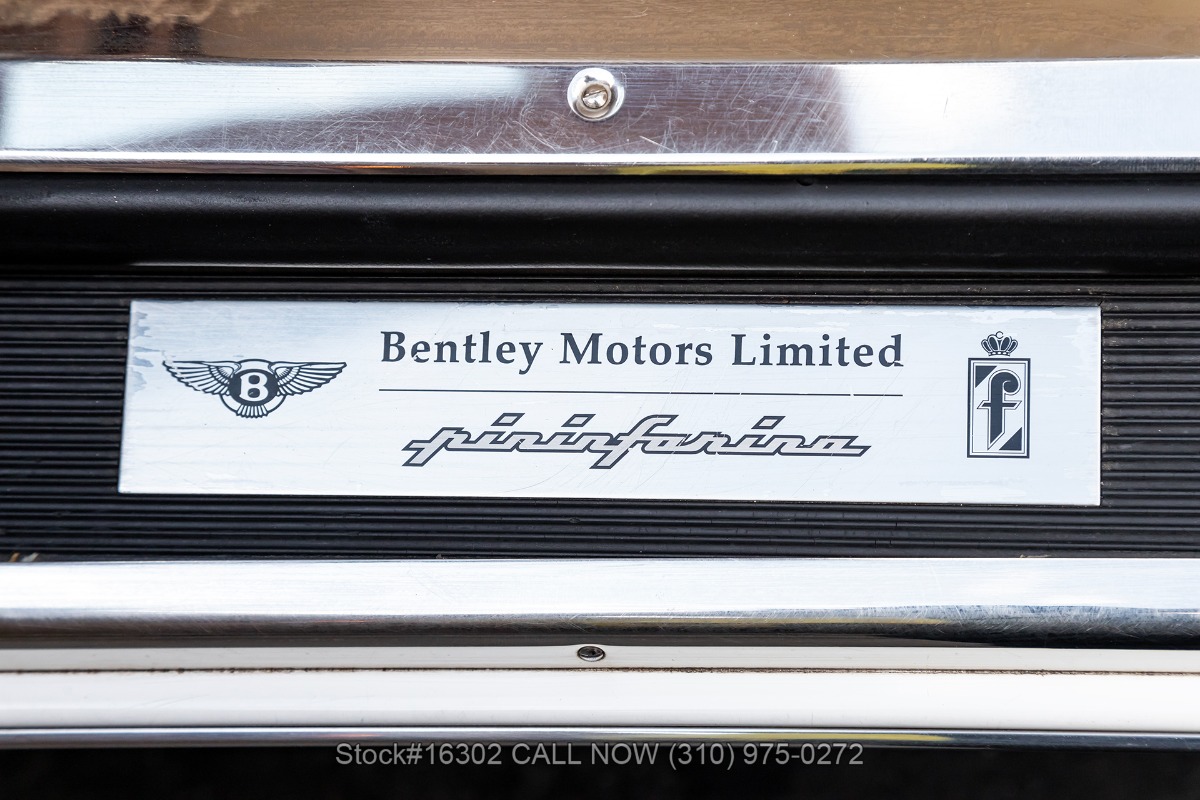 B
Bentley Motors Limited
pininfarina
f
Stock#16302 CALL NOW (310) 975-0272